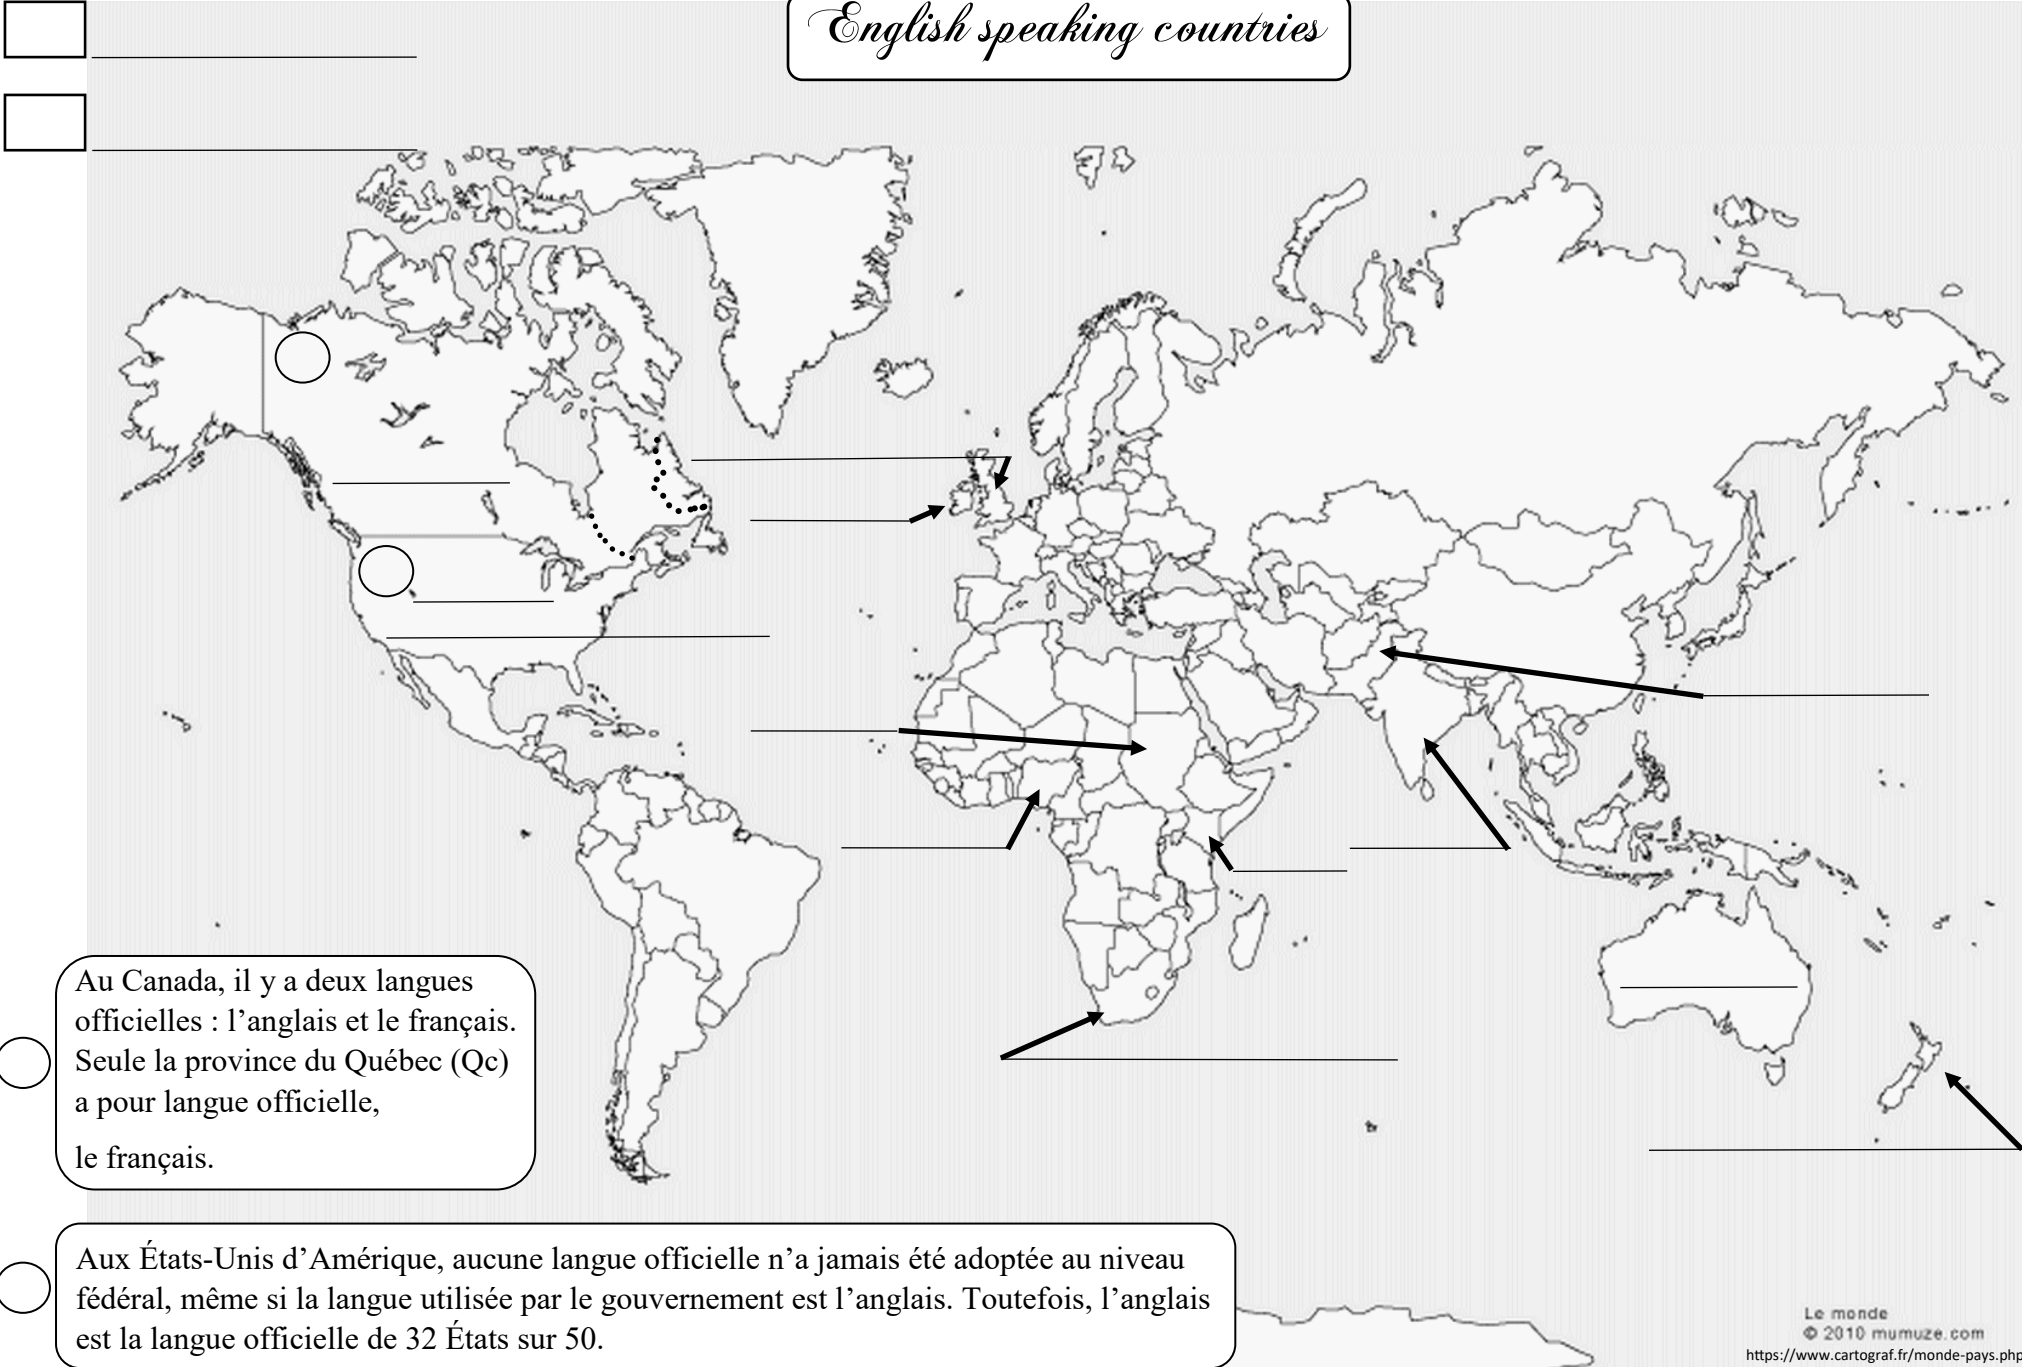 English speaking countries
Au Canada, il y a deux langues
officielles : l’anglais et le français.
Seule la province du Québec (Qc)
a pour langue officielle,
le français.
Aux États-Unis d’Amérique, aucune langue officielle n’a jamais été adoptée au niveau
fédéral, même si la langue utilisée par le gouvernement est l’anglais. Toutefois, l’anglais
est la langue officielle de 32 États sur 50.
Le monde
© 2010 mumuze.com
https://www.cartograf.fr/monde-pays.php